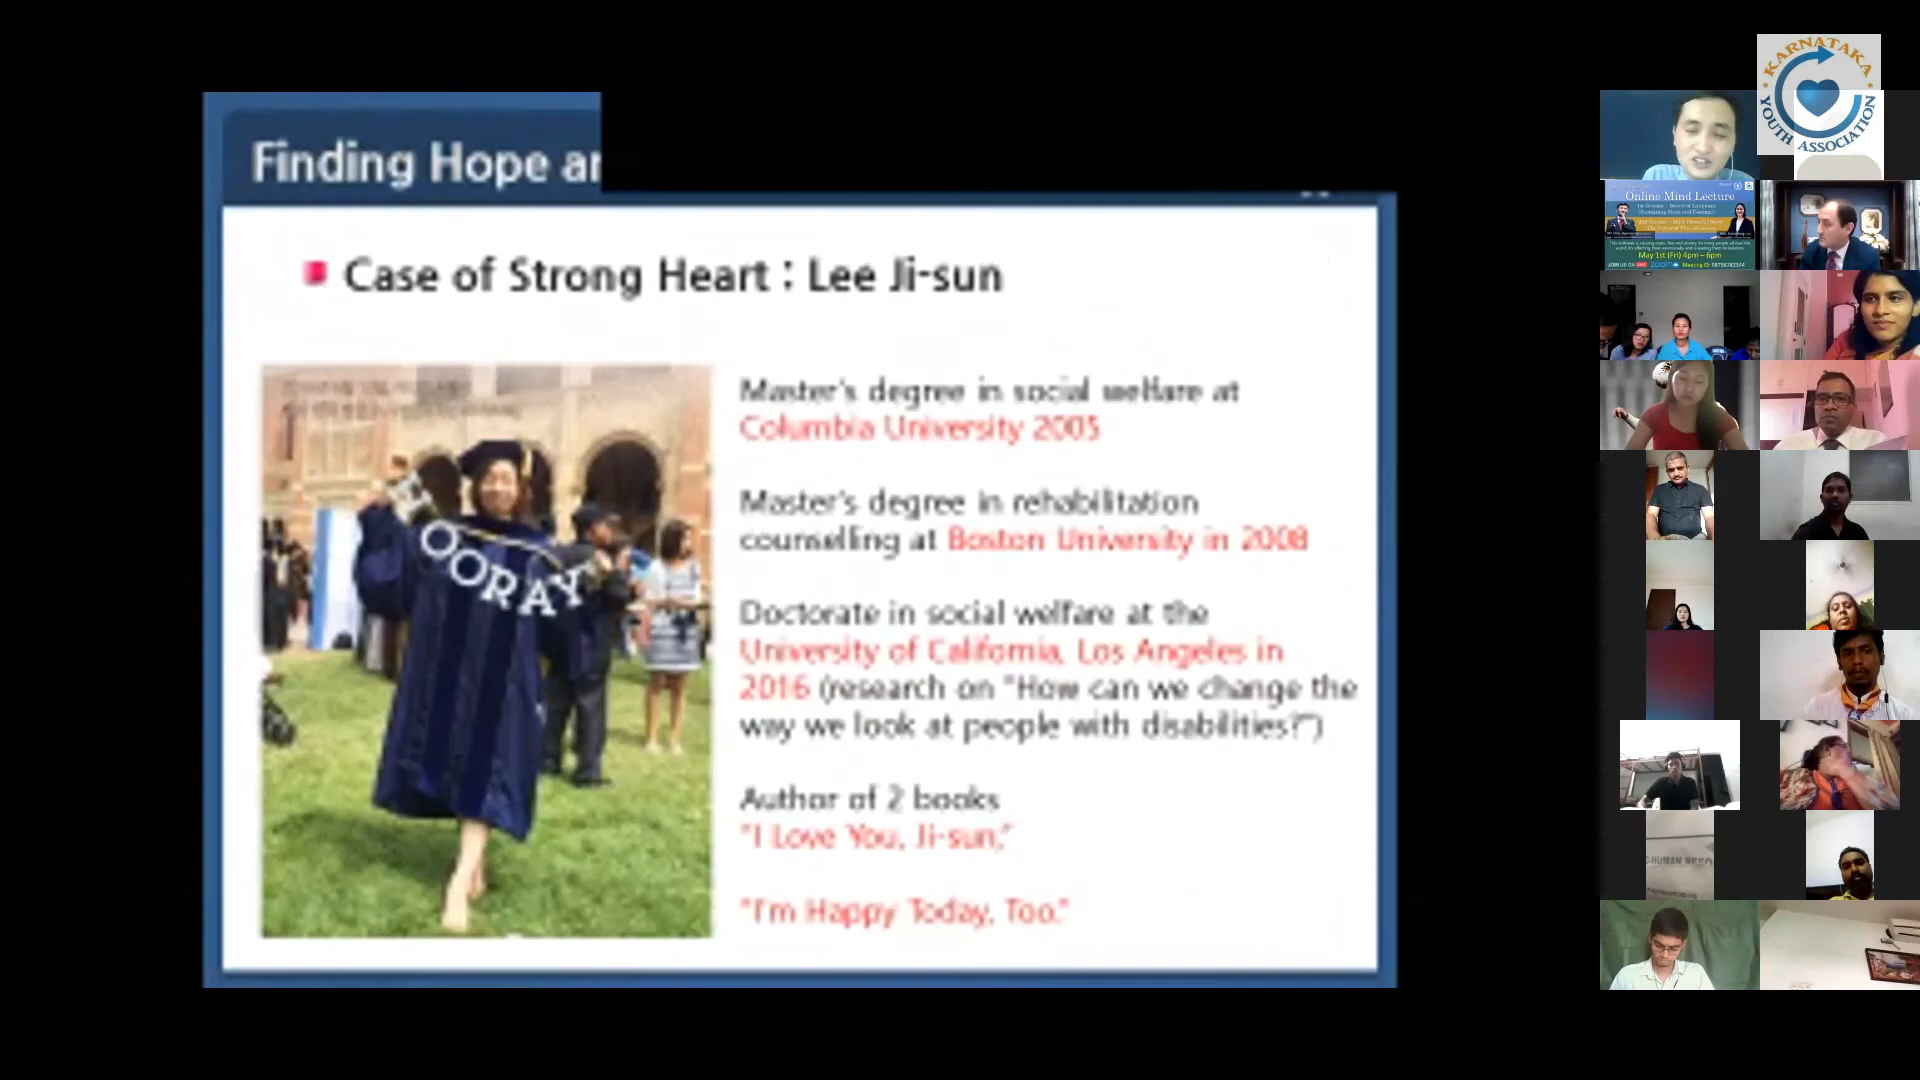 Finding Hope an
Case of Strong Heart : Lee Ji-sun
HOORAY
Master's degree in social welfare at
Columbia University 2005
Master's degree in rehabilitation
counselling at Boston University in 2008
Doctorate in social welfare at the
University of California, Los Angeles in
2016 (research on "How can we change the
way we look at people with disabilities?")
Author of 2 books
"I Love You, Ji-sun,"
"I'm Happy Today, Too."
KARNATAKA
YOUTH ASSOCIATION
Online Mind Lecture
May 1st (Fri) 4pm – 6pm
JOIN US ON
zoom